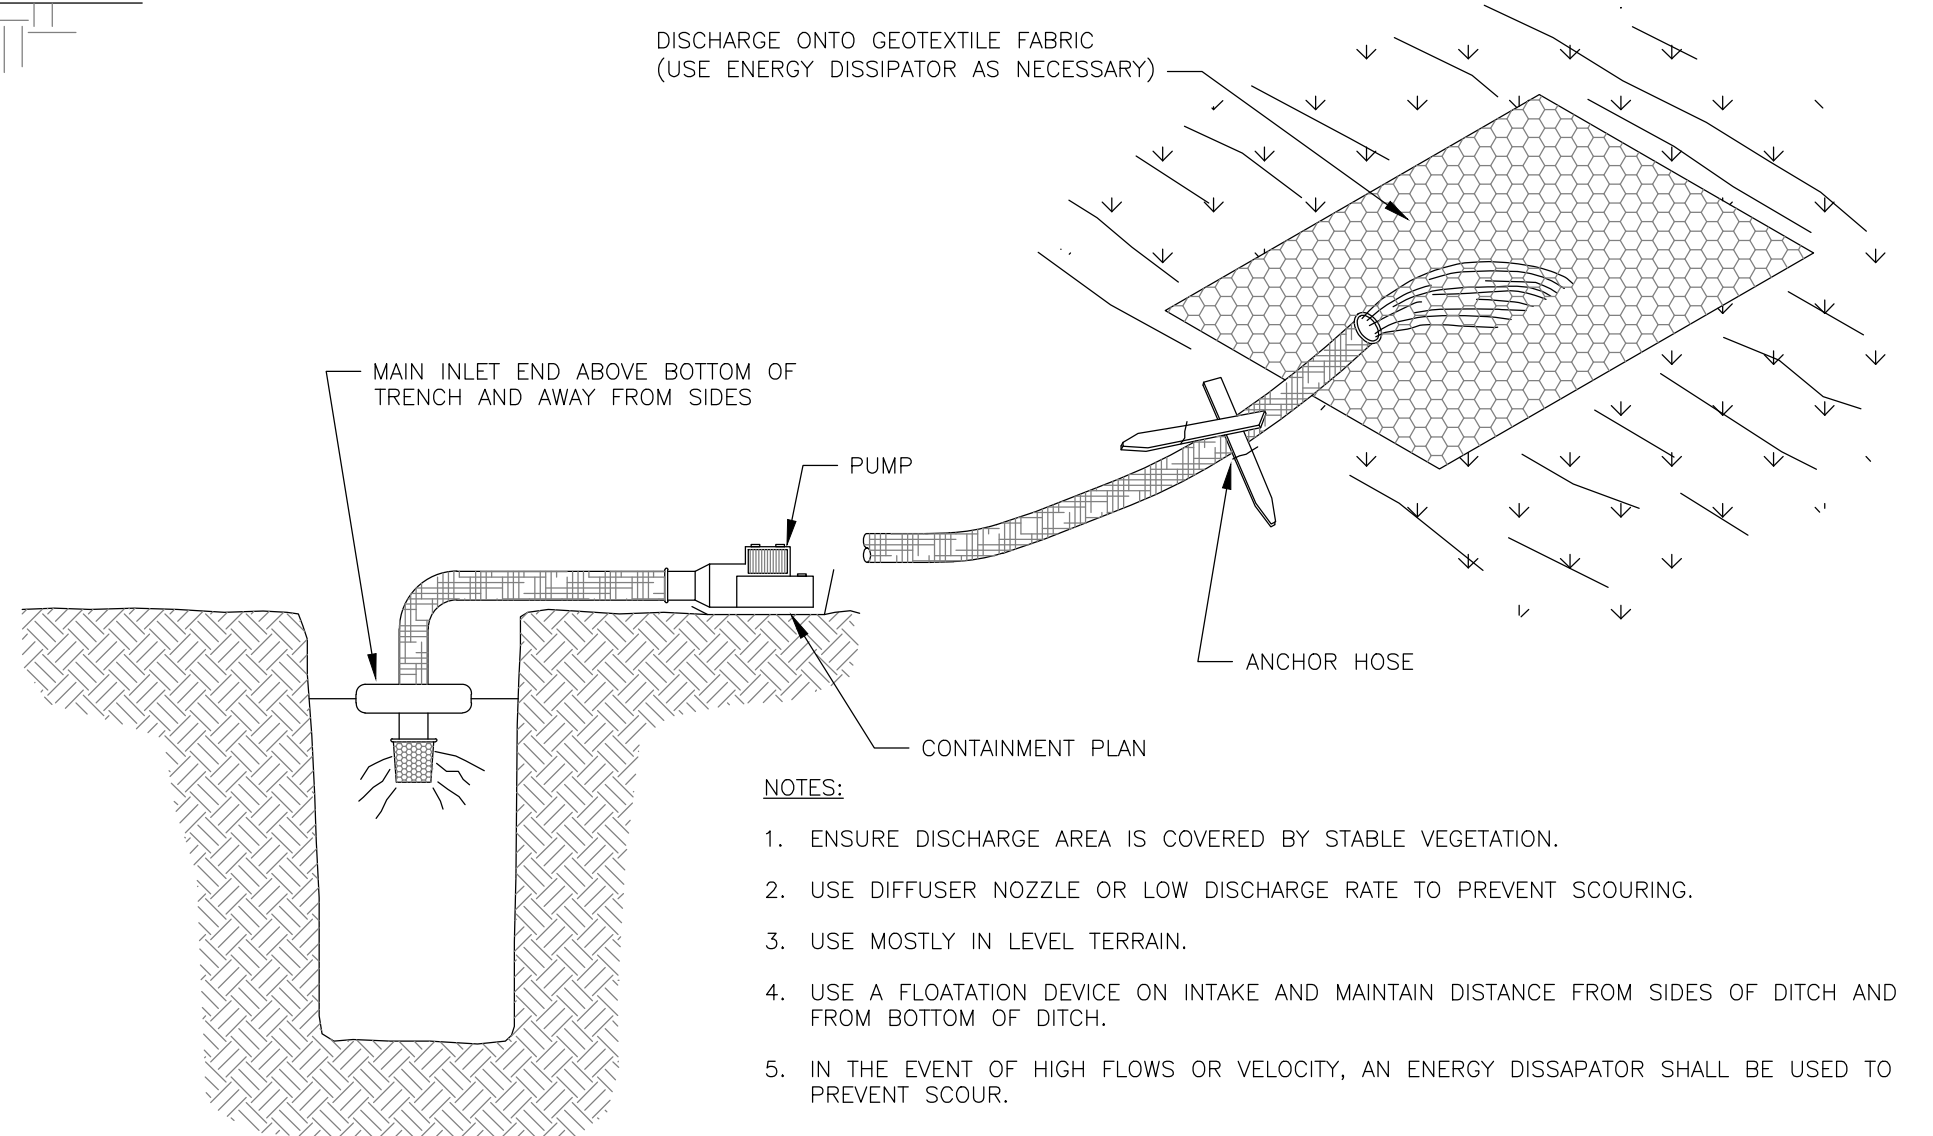 DISCHARGE ONTO GEOTEXTILE FABRIC
(USE ENERGY DISSIPATOR AS NECESSARY)
MAIN INLET END ABOVE BOTTOM OF
TRENCH AND AWAY FROM SIDES
PUMP
ANCHOR HOSE
CONTAINMENT PLAN
NOTES:
1. ENSURE DISCHARGE AREA IS COVERED BY STABLE VEGETATION.
2. USE DIFFUSER NOZZLE OR LOW DISCHARGE RATE TO PREVENT SCOURING.
3. USE MOSTLY IN LEVEL TERRAIN.
4. USE A FLOATATION DEVICE ON INTAKE AND MAINTAIN DISTANCE FROM SIDES OF DITCH AND
FROM BOTTOM OF DITCH.
5. IN THE EVENT OF HIGH FLOWS OR VELOCITY, AN ENERGY DISSAPATOR SHALL BE USED TO
PREVENT SCOUR.